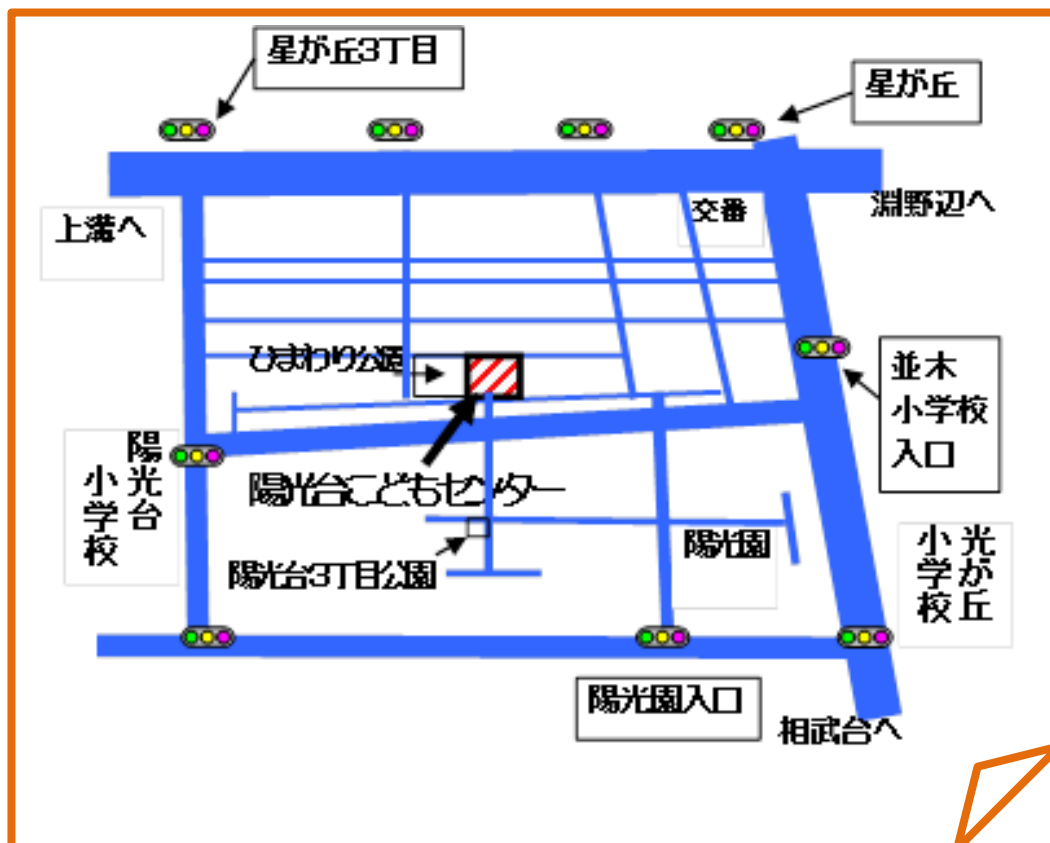 星が丘3丁目
星が丘
上溝へ
交番
淵野辺へ
ひまわり公園
並木
小学校
入口
陽光台
小学校
陽光台こどもセンター
陽光台3丁目公園
陽光園
光が丘
小学校
陽光園入口
相武台へ